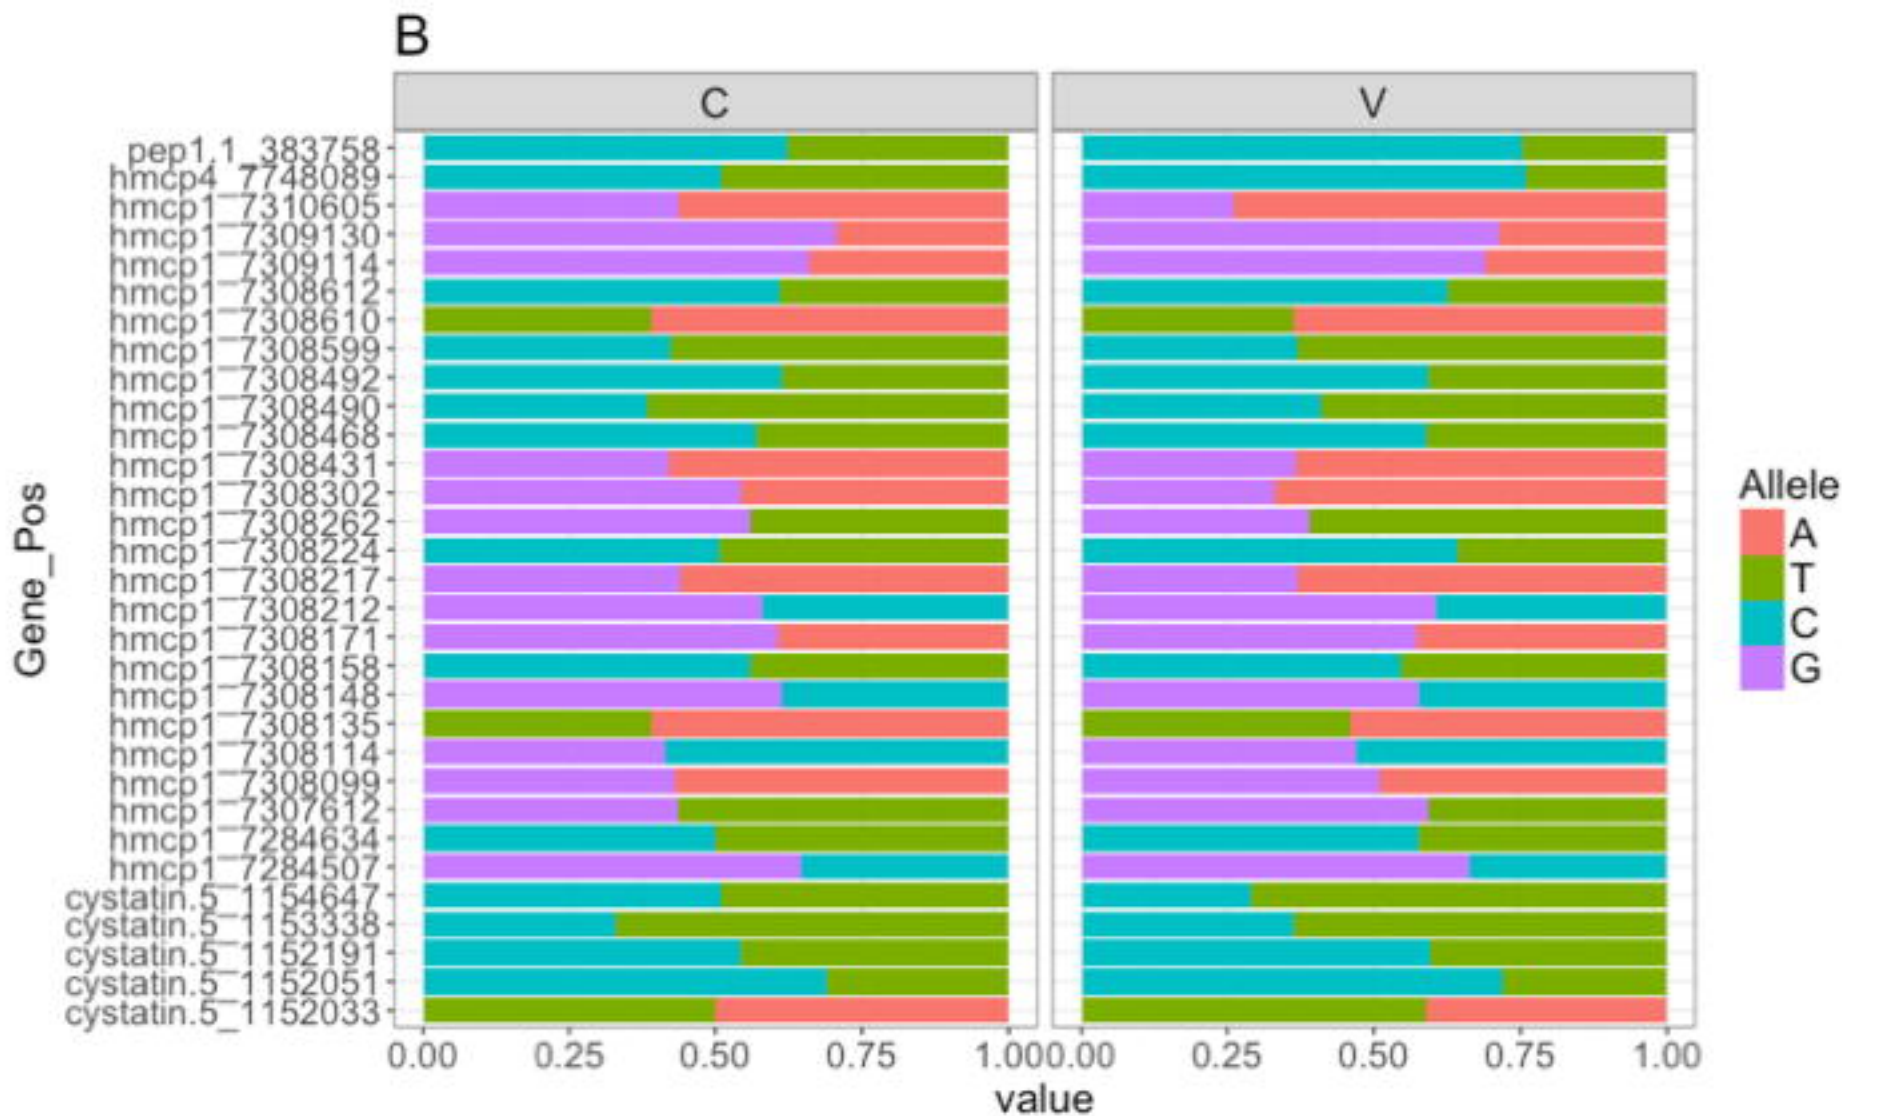 B
C
V
Gene_Pos
pep1.1_383758
hmcp4_7748089
hmcp1_7310605
hmcp1_7309130
hmcp1_7309114
hmcp1_7308612
hmcp1_7308610
hmcp1_7308599
hmcp1_7308492
hmcp1_7308490
hmcp1_7308468
hmcp1_7308431
hmcp1_7308302
hmcp1_7308262
hmcp1_7308224
hmcp1_7308217
hmcp1_7308212
hmcp1_7308171
hmcp1_7308158
hmcp1_7308148
hmcp1_7308135
hmcp1_7308114
hmcp1_7308099
hmcp1_7307612
hmcp1_7284634
hmcp1_7284507
cystatin.5_1154647
cystatin.5_1153338
cystatin.5_1152191
cystatin.5_1152051
cystatin.5_1152033
0.00 0.25 0.50 0.75 1.00
0.00 0.25 0.50 0.75 1.00
value
Allele
A
T
C
G